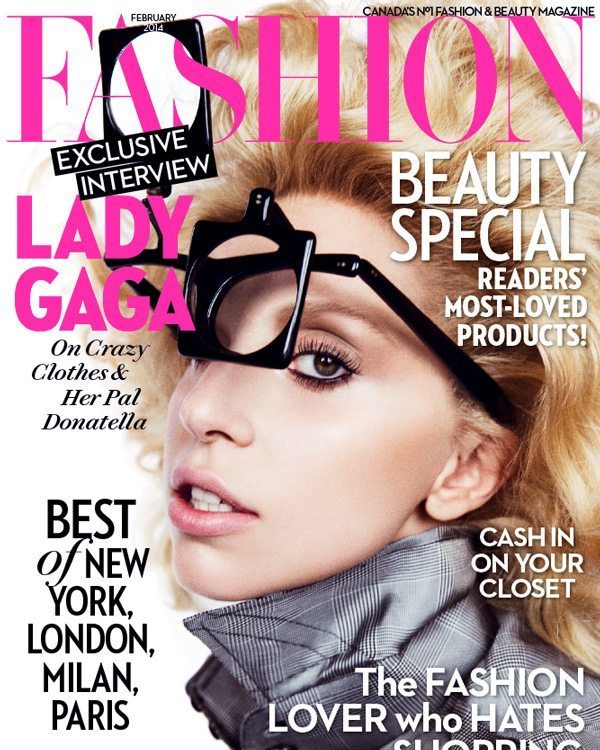 FEBRUARY
2014
CANADA'S Nº1 FASHION & BEAUTY MAGAZINE
FASHION
EXCLUSIVE
INTERVIEW
LADY
GAGA
On Crazy
Clothes &
Her Pal
Donatella
BEAUTY
SPECIAL
READERS'
MOST-LOVED
PRODUCTS!
BEST
of NEW
YORK,
LONDON,
MILAN,
PARIS
CASH IN
ON YOUR
CLOSET
The FASHION
LOVER who HATES
SHOPPING